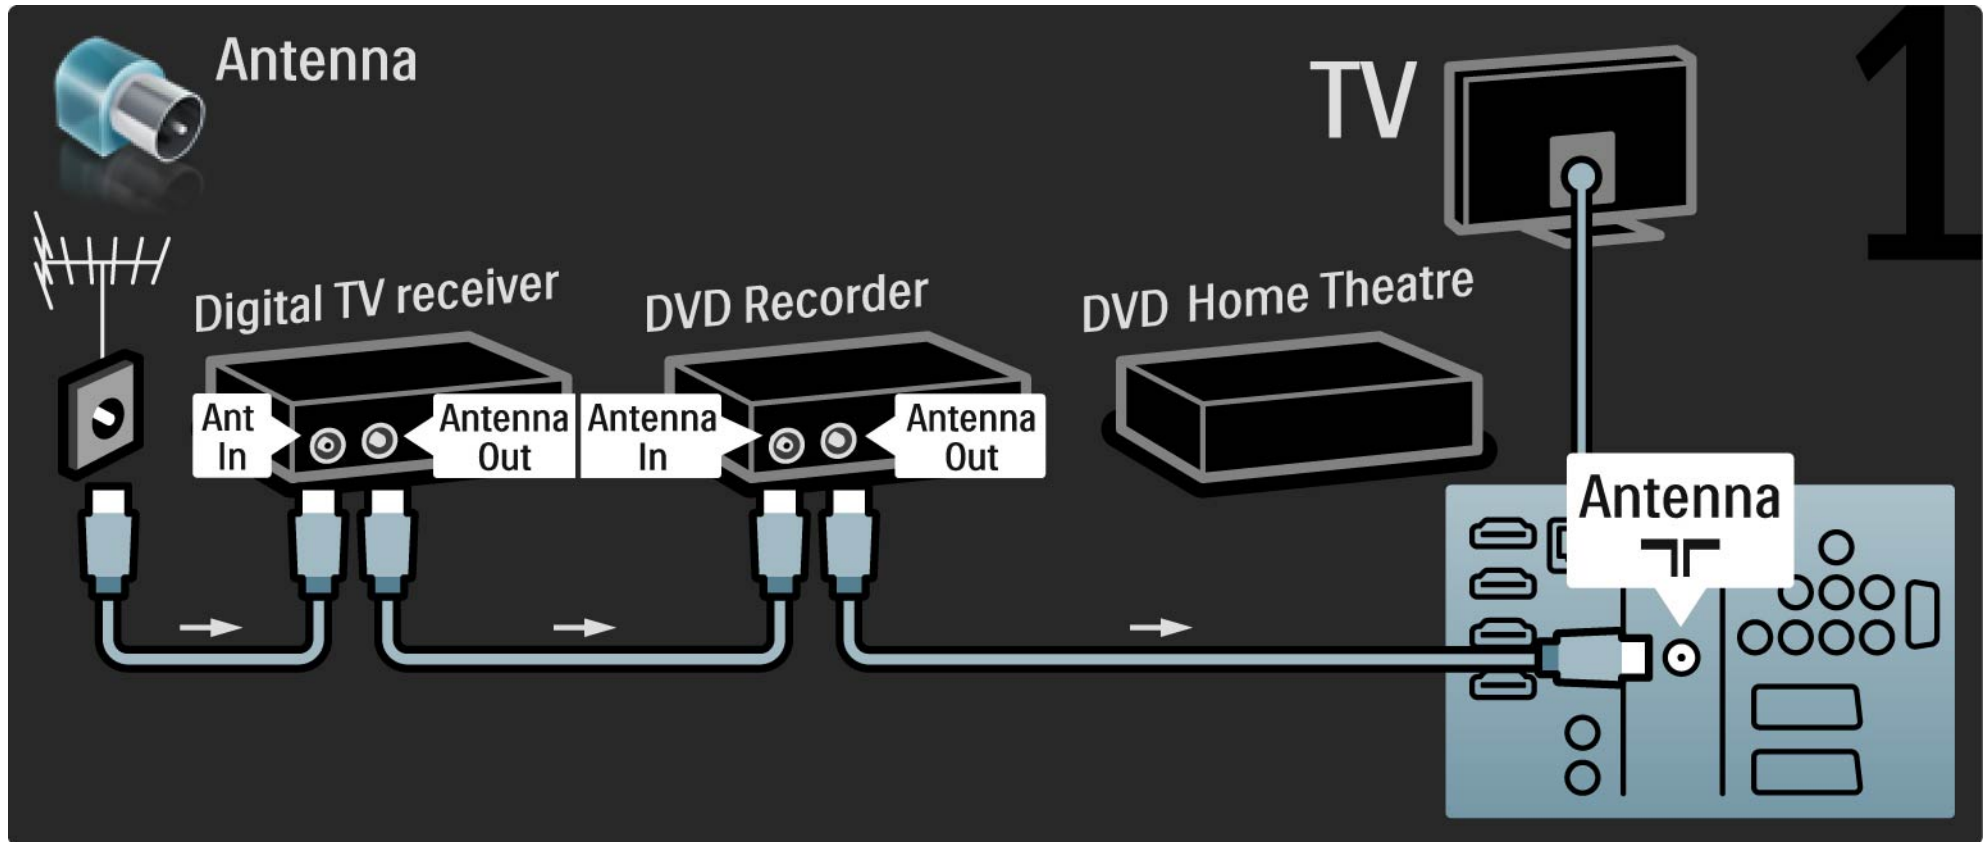 Antenna
TV
1
Digital TV receiver
DVD Recorder
DVD Home Theatre
Ant
In
Antenna
Out
Antenna
In
Antenna
Out
Antenna